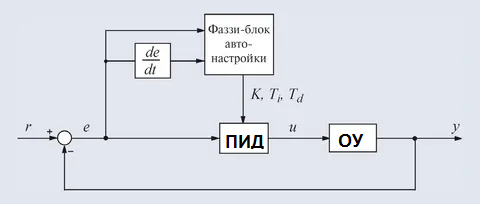 Фаззи-блок
авто-
настройки
de
dt
K, Ti, Td
r
+
e
ПИД
u
ОУ
y
−